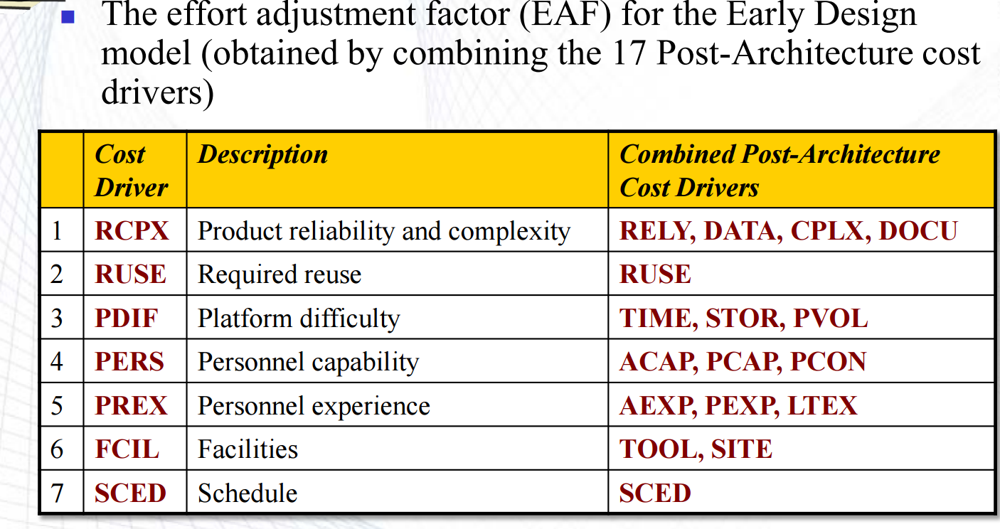 The effort adjustment factor (EAF) for the Early Design
model (obtained by combining the 17 Post-Architecture cost
drivers)
Cost Driver Description Combined Post-Architecture Cost Drivers
1 RCPX Product reliability and complexity RELY, DATA, CPLX, DOCU
2 RUSE Required reuse RUSE
3 PDIF Platform difficulty TIME, STOR, PVOL
4 PERS Personnel capability ACAP, PCAP, PCON
5 PREX Personnel experience AEXP, PEXP, LTEX
6 FCIL Facilities TOOL, SITE
7 SCED Schedule SCED